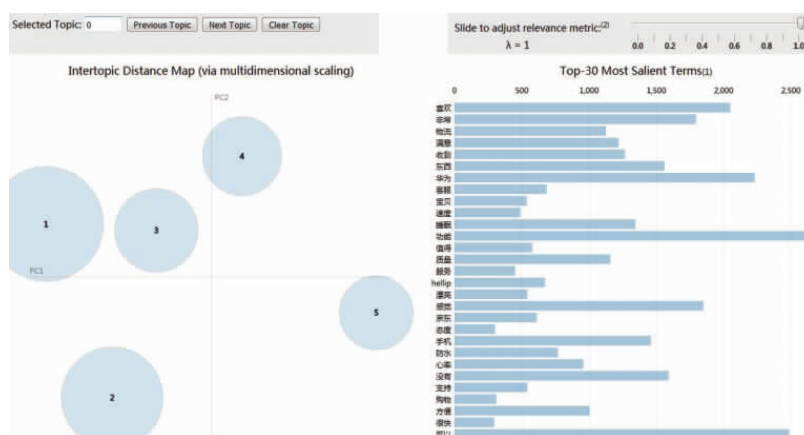 Selected Topic: 0 Previous Topic Next Topic Clear Topic
Slide to adjust relevance metric:(2)
λ = 1
0.0 0.2 0.4 0.6 0.8 1.0
Intertopic Distance Map (via multidimensional scaling)
PC2
PC1
1
2
3
4
5
Top-30 Most Salient Terms(1)
0 500 1,000 1,500 2,000 2,500
喜欢
非常
物流
满意
收到
东西
华为
客服
宝贝
速度
睡眠
功能
值得
质量
服务
hellip
漂亮
感觉
京东
态度
手机
防水
心率
没有
支持
购物
方便
很快
可以